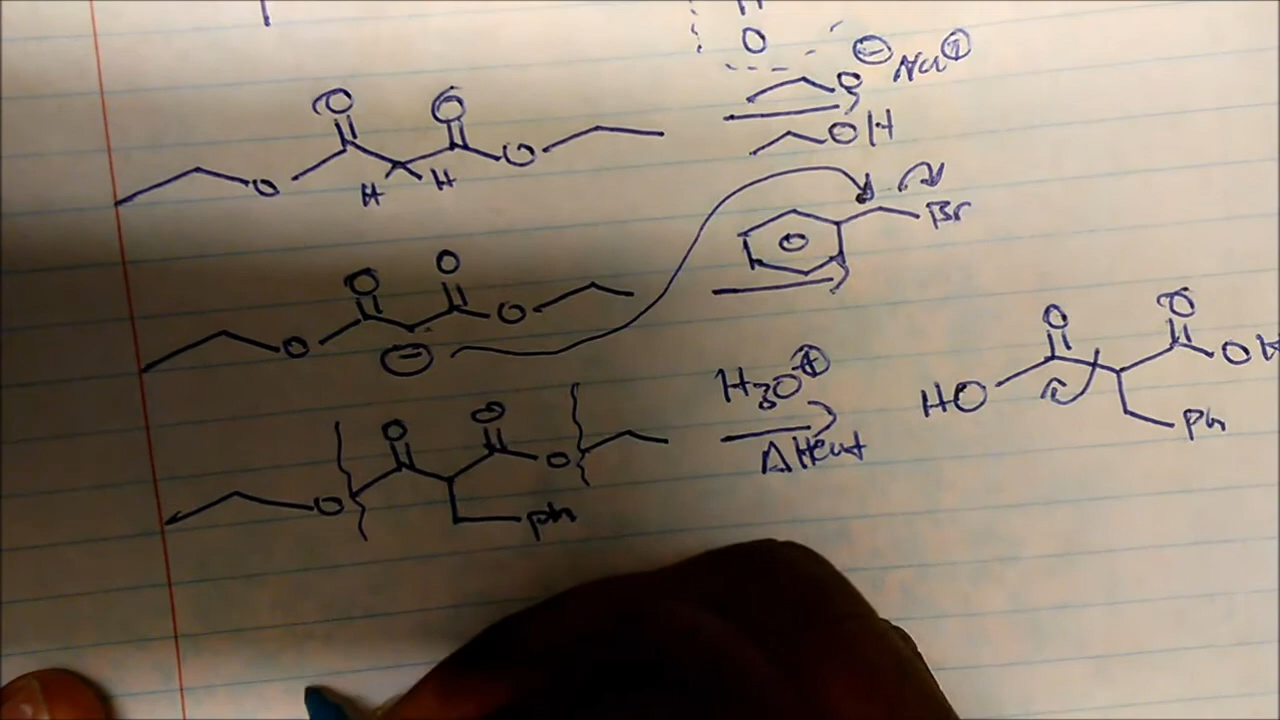 O
O O ⊖ Na⊕
O
O O OH
H H
Br
O O
O O
⊖
H3O⊕
O O
O O
Δ Heat
ph
O O
HO OH
Ph